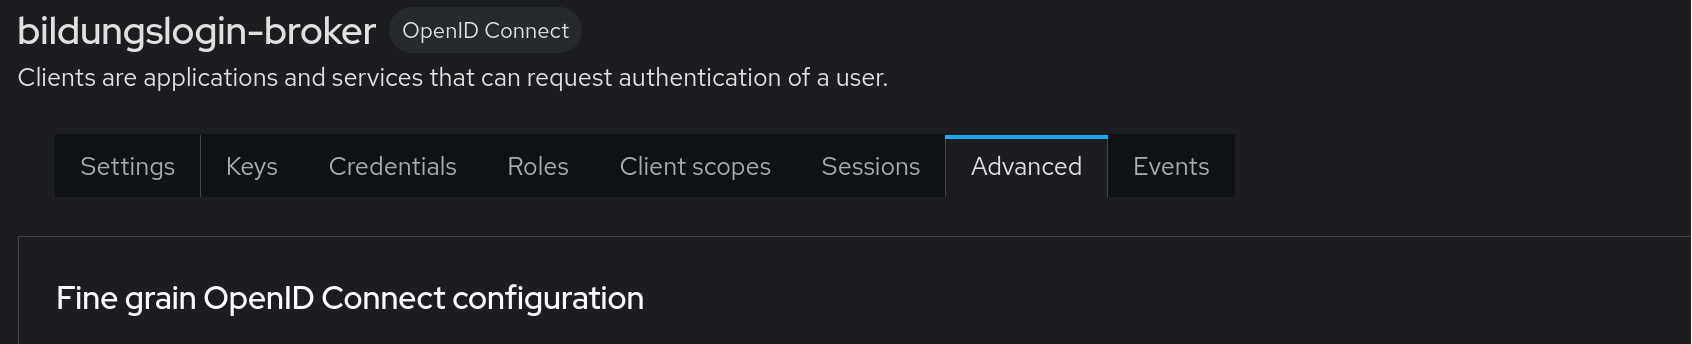 bildungslogin-broker OpenID Connect
Clients are applications and services that can request authentication of a user.
Settings Keys Credentials Roles Client scopes Sessions Advanced Events
Fine grain OpenID Connect configuration